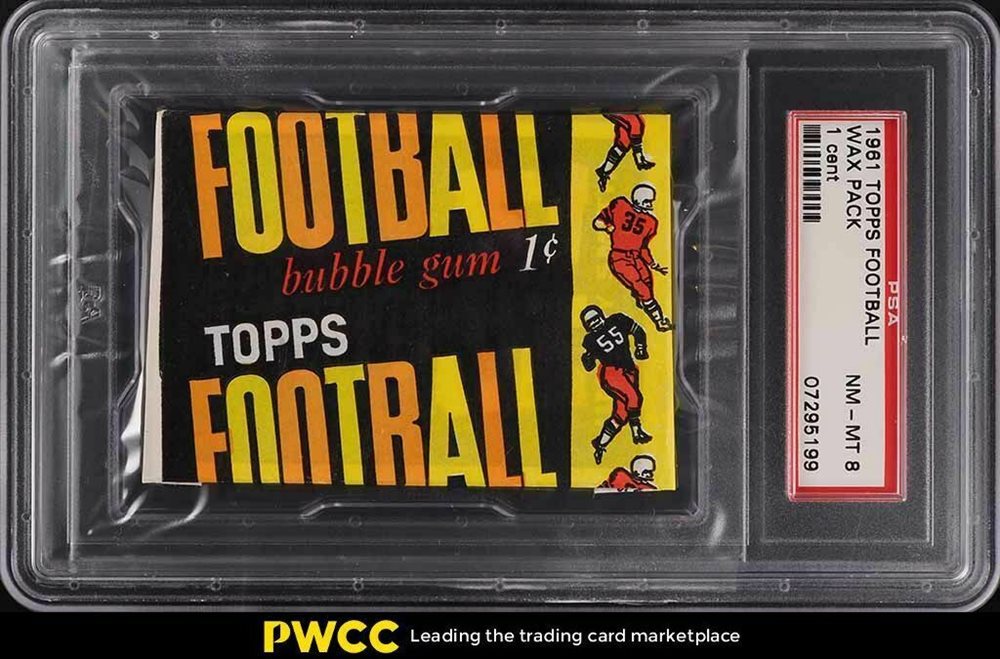 FOOTBALL
bubble gum 1¢
TOPPS
FOOTBALL
35
55
1961 TOPPS FOOTBALL
WAX PACK
1 cent
NM-MT 8
07295199
PSA
PWCC Leading the trading card marketplace